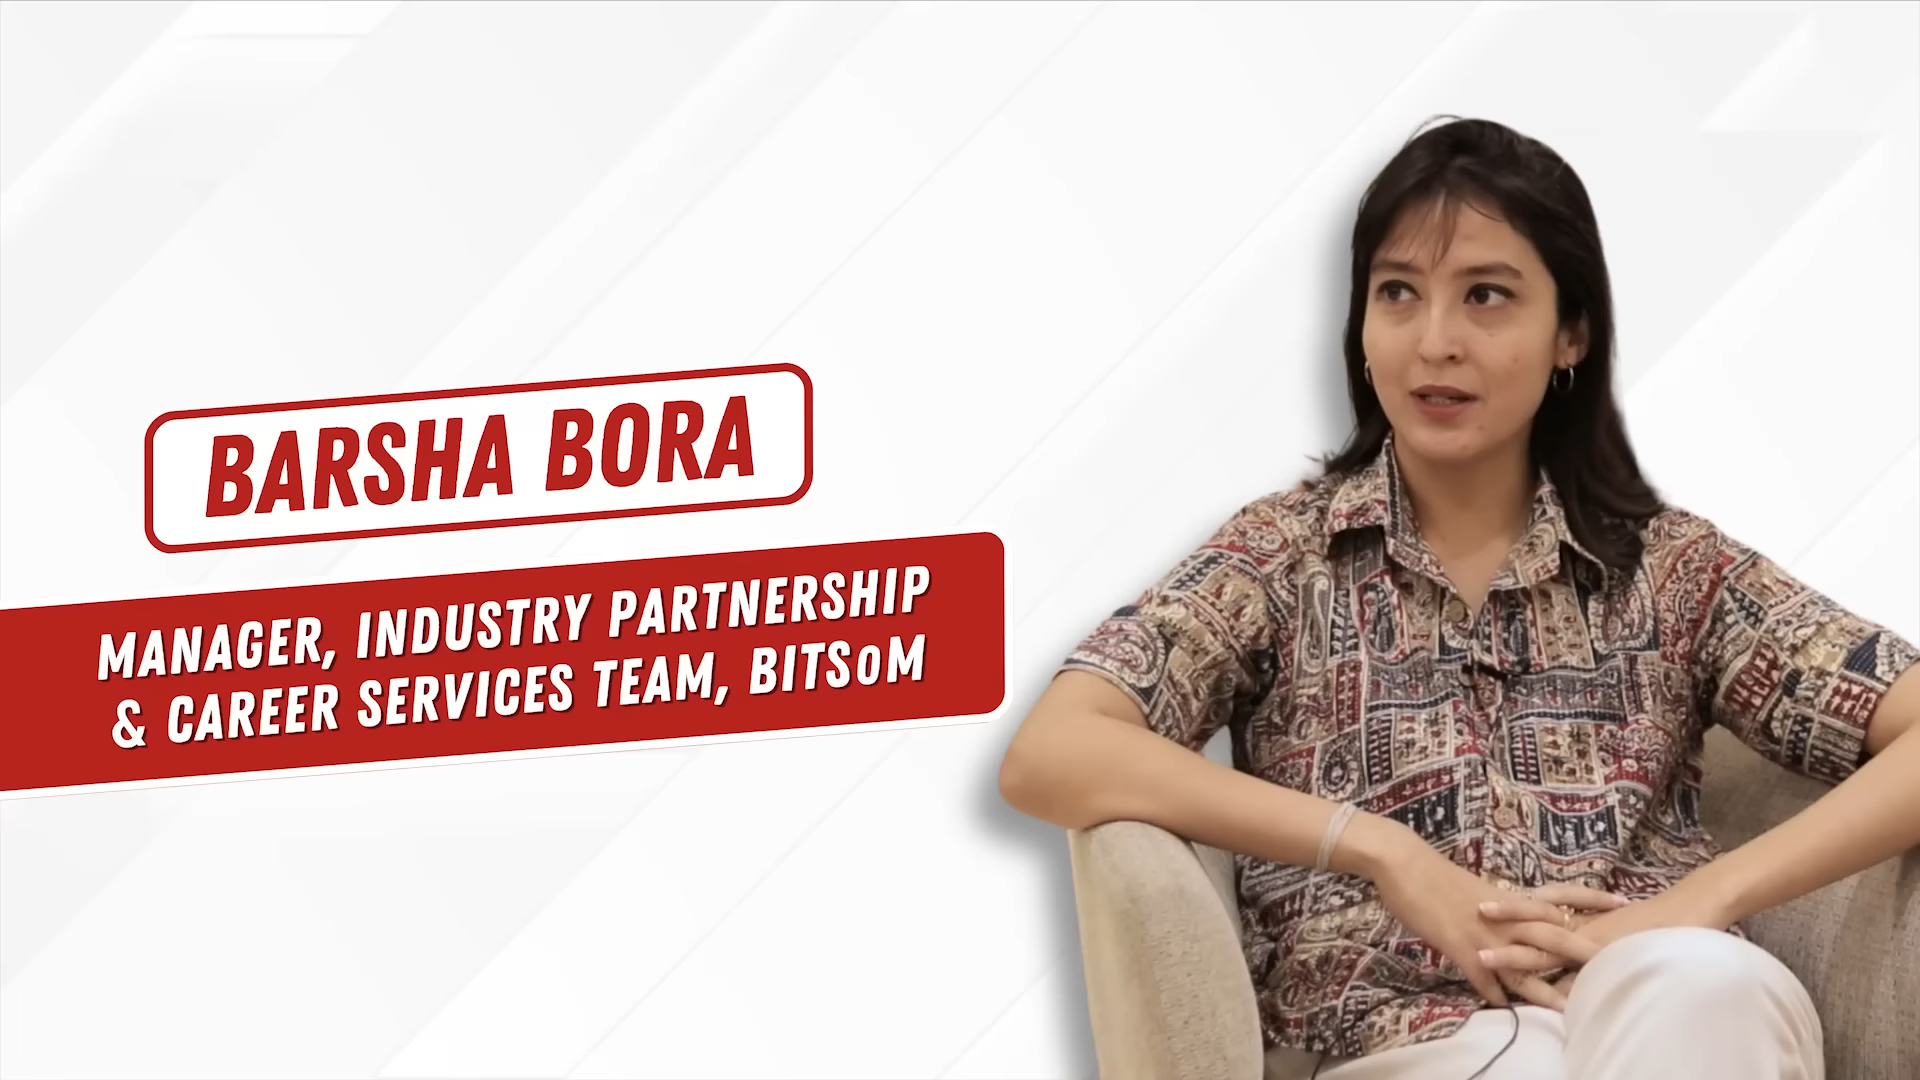 BARSHA BORA
MANAGER, INDUSTRY PARTNERSHIP
& CAREER SERVICES TEAM, BITSoM